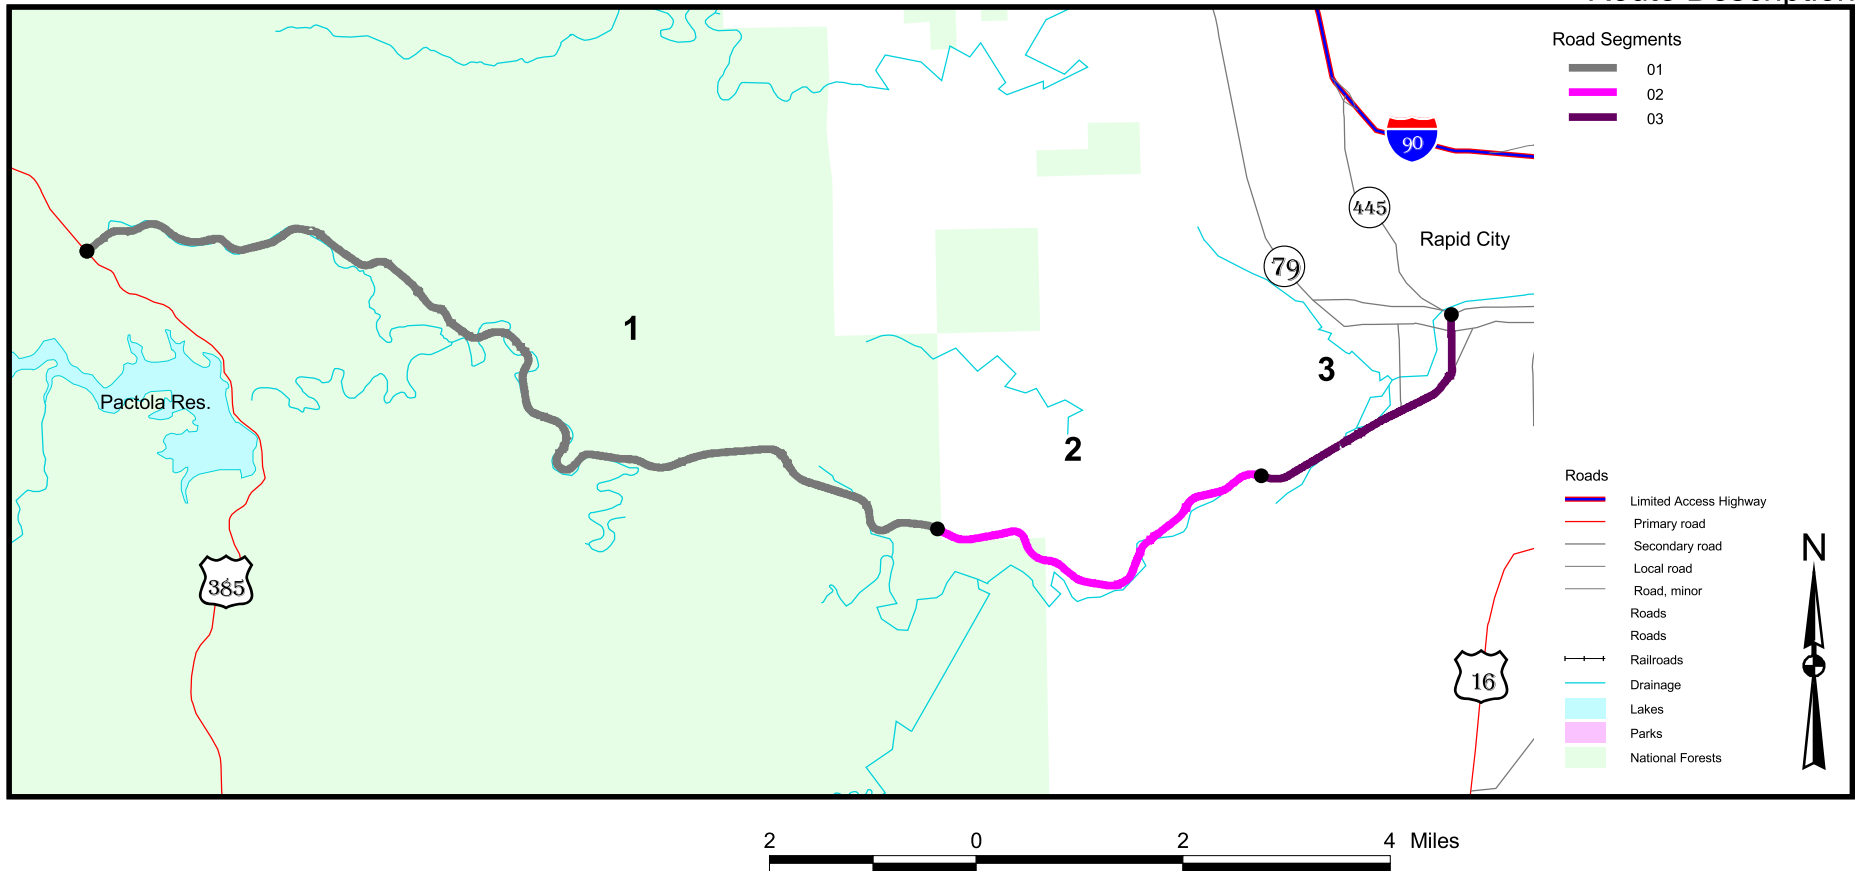 Route Description
Road Segments
01
02
03
90
445
Rapid City
79
1
3
Pactola Res.
2
Roads
Limited Access Highway
Primary road
Secondary road
N
Local road
385
Road, minor
Roads
Roads
Railroads
16
Drainage
Lakes
Parks
National Forests
2 0 2 4 Miles